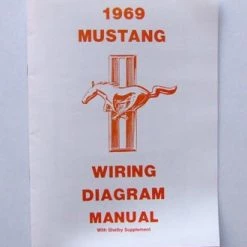 1969
MUSTANG
WIRING
DIAGRAM
MANUAL
With Shelby Supplement